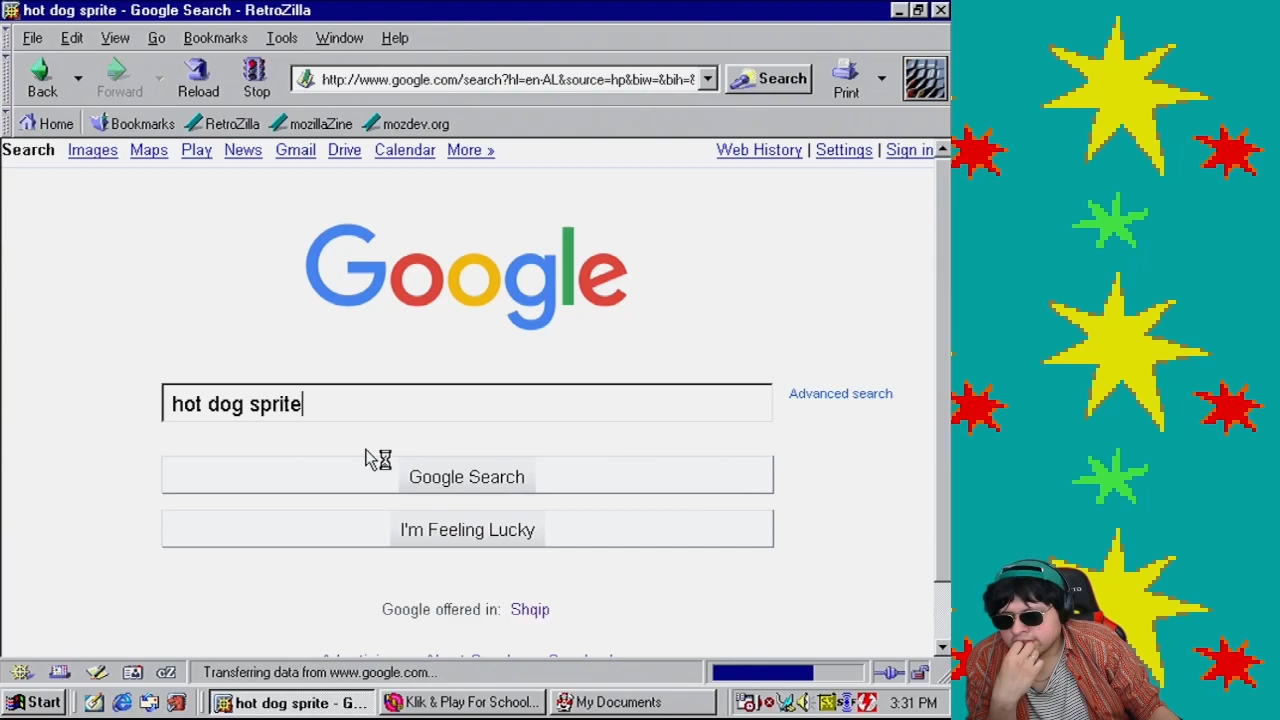 hot dog sprite - Google Search - RetroZilla
File Edit View Go Bookmarks Tools Window Help
Back Forward Reload Stop http://www.google.com/search?hl=en-AL&source=hp&biw=&bih=& Search Print
Home Bookmarks RetroZilla mozillaZine mozdev.org
Search Images Maps Play News Gmail Drive Calendar More » Web History | Settings | Sign in
Google
hot dog sprite Advanced search
Google Search
I'm Feeling Lucky
Google offered in: Shqip
Transferring data from www.google.com...
Start hot dog sprite - G... Klik & Play For School... My Documents 3:31 PM